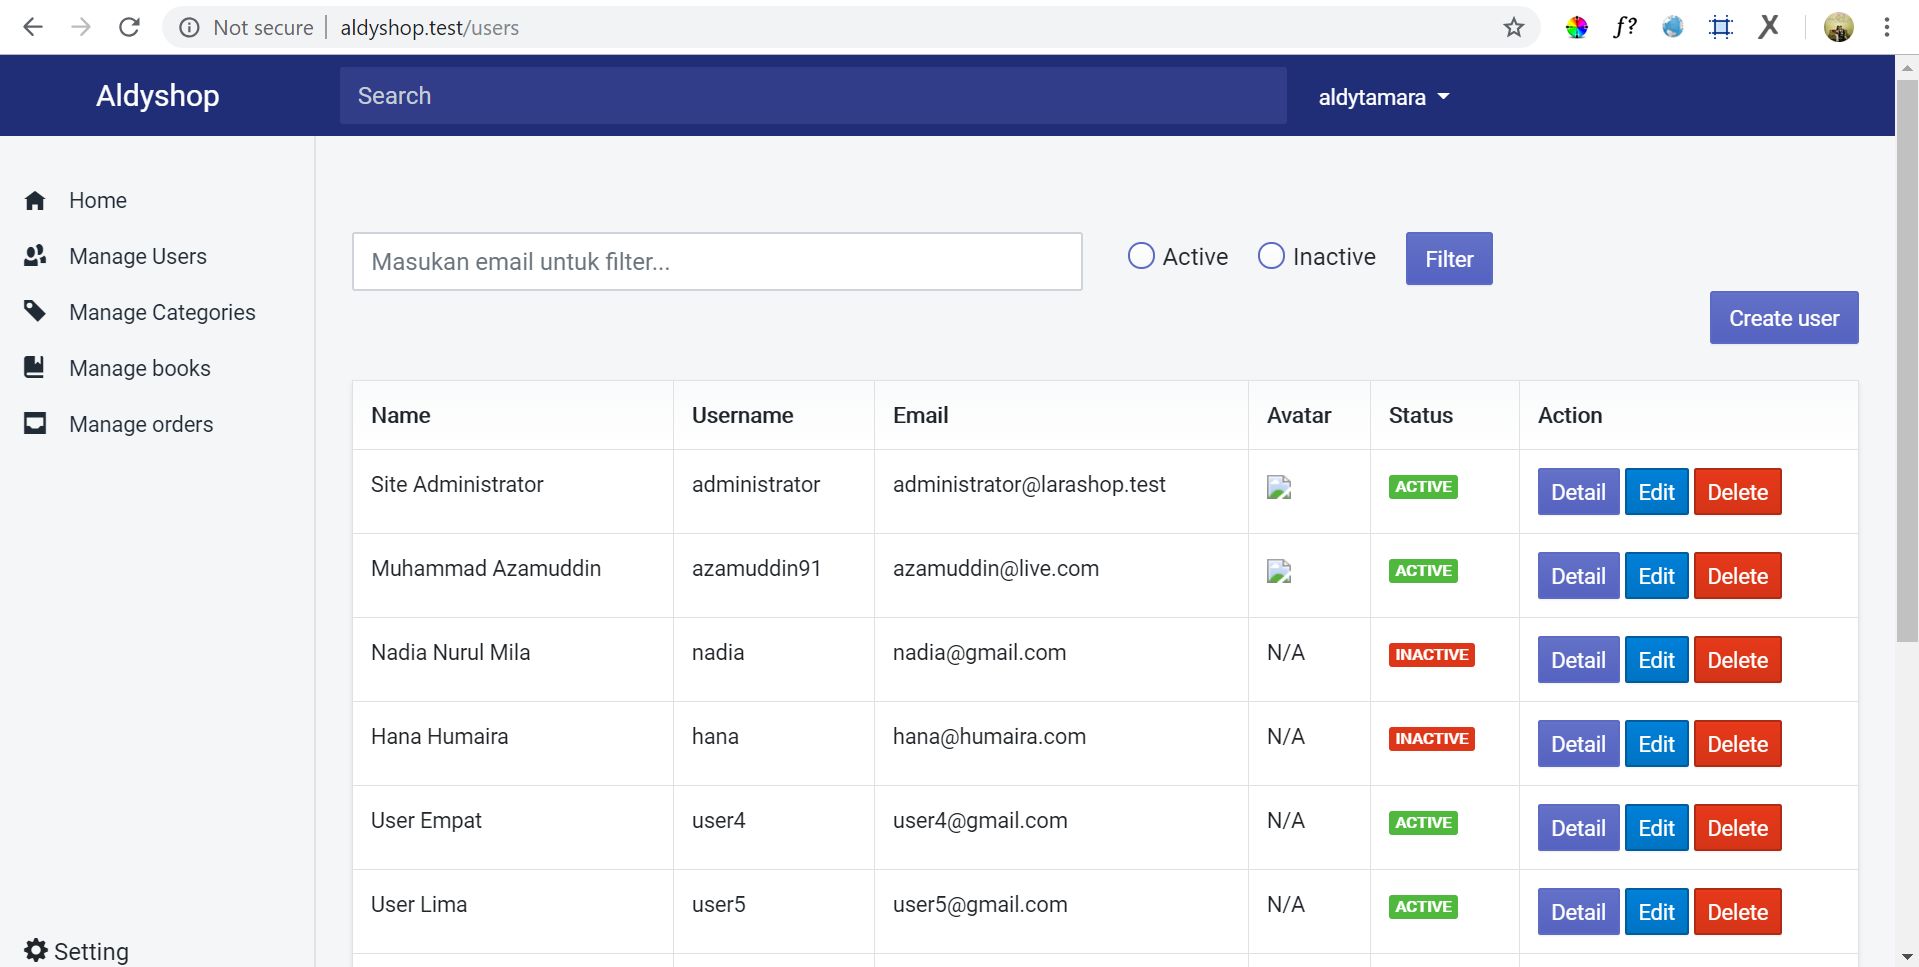 Not secure | aldyshop.test/users
f?
Aldyshop
Search
aldytamara
Home
Manage Users
Manage Categories
Manage books
Manage orders
Setting
Masukan email untuk filter...
Active
Inactive
Filter
Create user
Name Username Email Avatar Status Action
Site Administrator administrator administrator@larashop.test ACTIVE Detail Edit Delete
Muhammad Azamuddin azamuddin91 azamuddin@live.com ACTIVE Detail Edit Delete
Nadia Nurul Mila nadia nadia@gmail.com N/A INACTIVE Detail Edit Delete
Hana Humaira hana hana@humaira.com N/A INACTIVE Detail Edit Delete
User Empat user4 user4@gmail.com N/A ACTIVE Detail Edit Delete
User Lima user5 user5@gmail.com N/A ACTIVE Detail Edit Delete